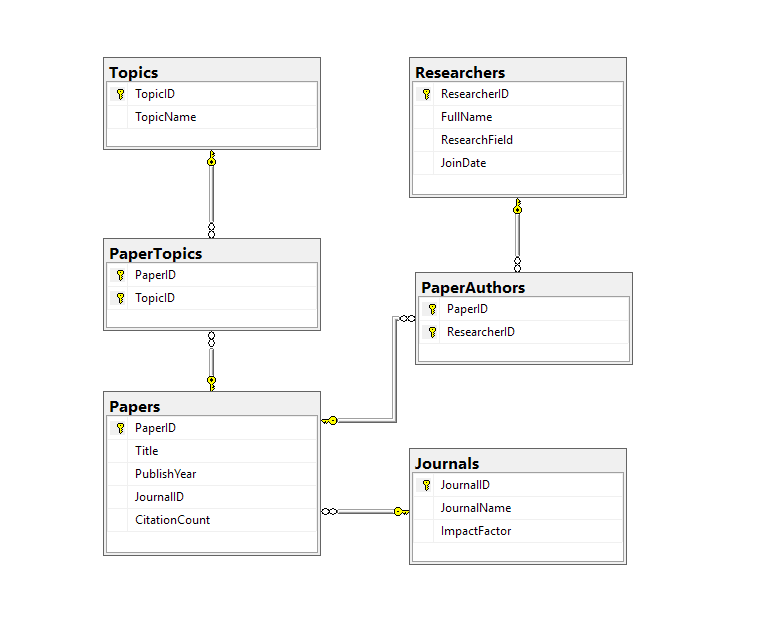 Topics
TopicID
TopicName
Researchers
ResearcherID
FullName
ResearchField
JoinDate
PaperTopics
PaperID
TopicID
PaperAuthors
PaperID
ResearcherID
Papers
PaperID
Title
PublishYear
JournalID
CitationCount
Journals
JournalID
JournalName
ImpactFactor